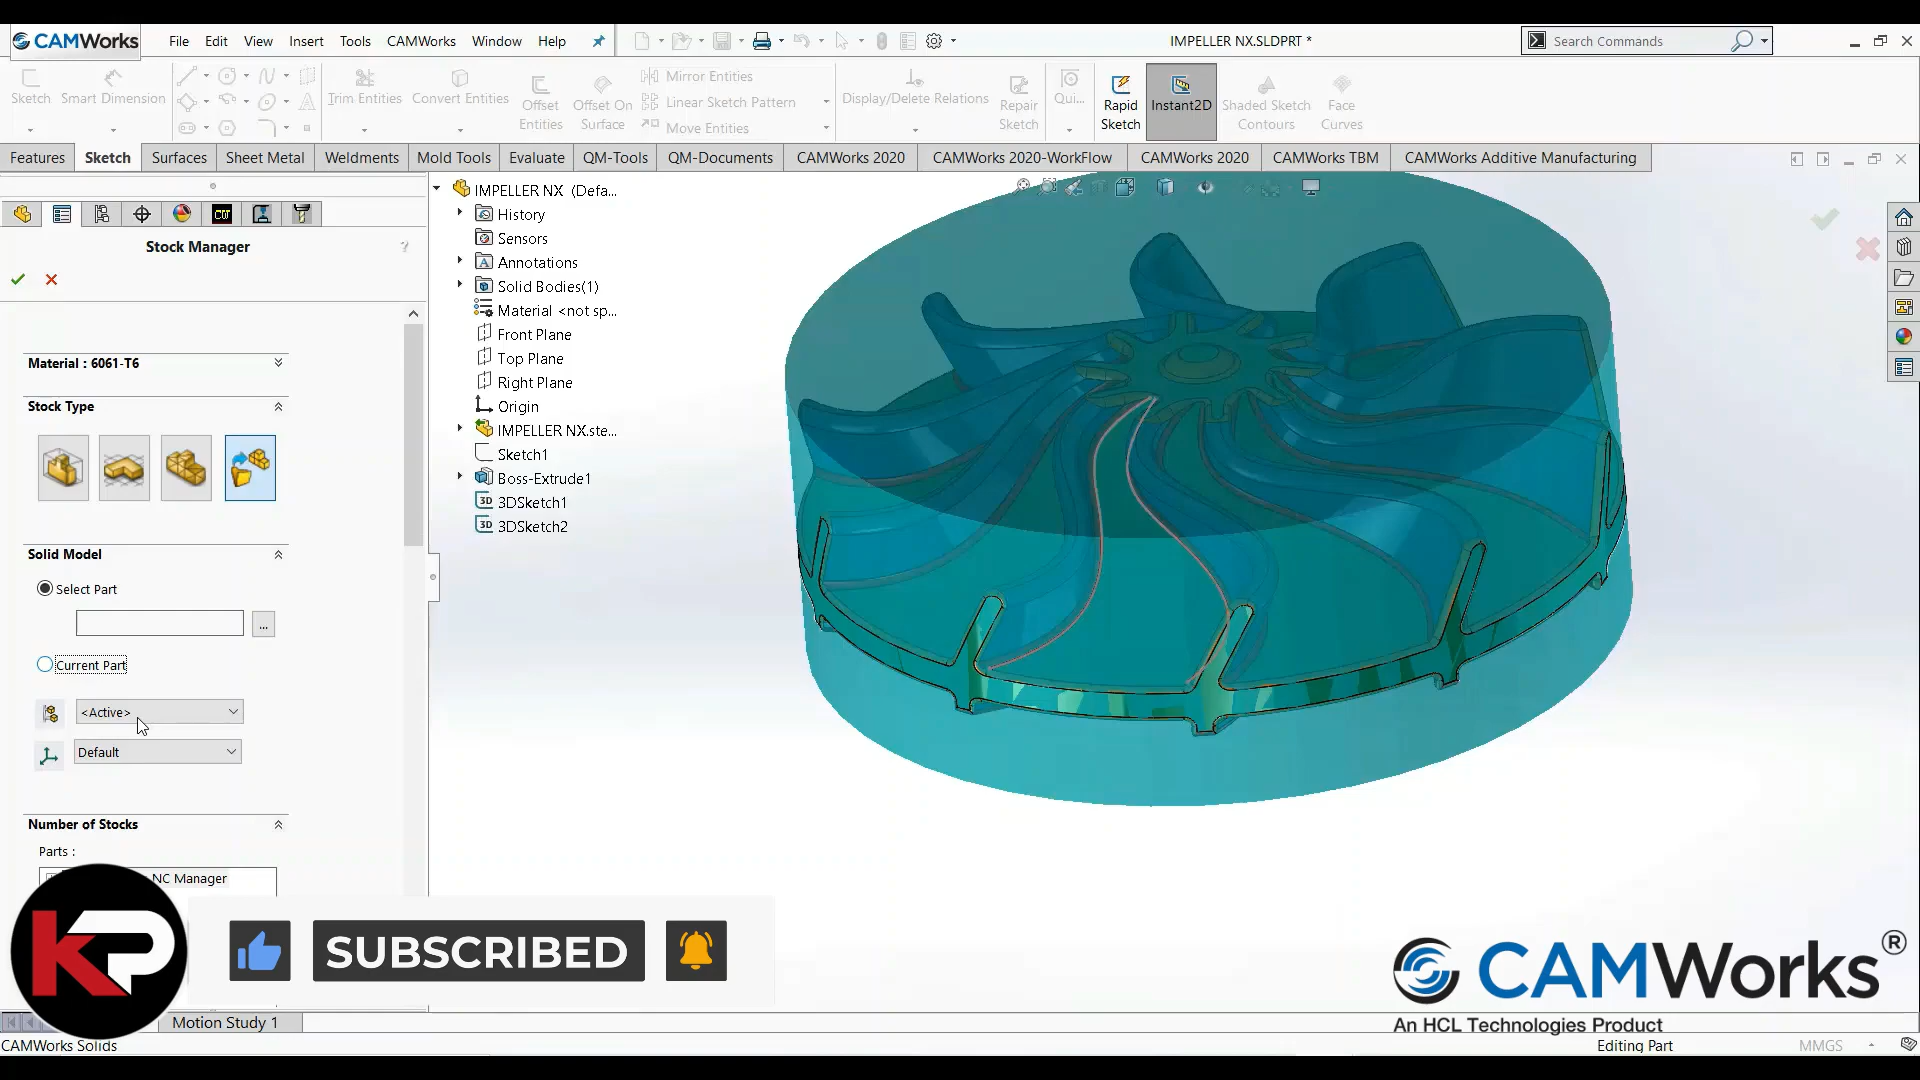 CAMWorks File Edit View Insert Tools CAMWorks Window Help IMPELLER NX.SLDPRT * Search Commands
Sketch Smart Dimension Trim Entities Convert Entities Offset Entities Offset On Surface
Mirror Entities
Linear Sketch Pattern
Move Entities
Display/Delete Relations Repair Sketch Qui... Rapid Sketch Instant2D Shaded Sketch Contours Face Curves
Features Sketch Surfaces Sheet Metal Weldments Mold Tools Evaluate QM-Tools QM-Documents CAMWorks 2020 CAMWorks 2020-WorkFlow CAMWorks 2020 CAMWorks TBM CAMWorks Additive Manufacturing
Stock Manager
?
Material : 6061-T6
Stock Type
Solid Model
Select Part
...
Current Part
<Active>
Default
Number of Stocks
Parts :
NC Manager
IMPELLER NX (Defa...
History
Sensors
Annotations
Solid Bodies(1)
Material <not sp...
Front Plane
Top Plane
Right Plane
Origin
IMPELLER NX.ste...
Sketch1
Boss-Extrude1
3D 3DSketch1
3D 3DSketch2
KP
SUBSCRIBED
CAMWorks®
An HCL Technologies Product
Motion Study 1
CAMWorks Solids Editing Part MMGS